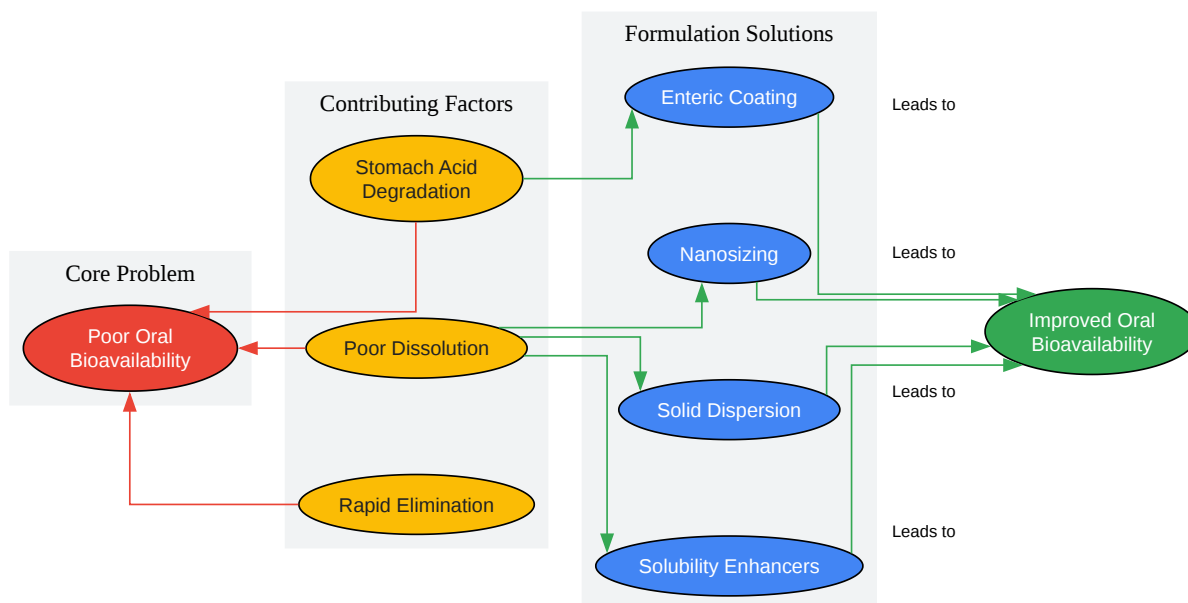 Formulation Solutions
Enteric Coating
Leads to
Contributing Factors
Stomach Acid
Degradation
Nanosizing
Leads to
Core Problem
Poor Oral
Bioavailability
Poor Dissolution
Improved Oral
Bioavailability
Solid Dispersion
Leads to
Rapid Elimination
Leads to
Solubility Enhancers